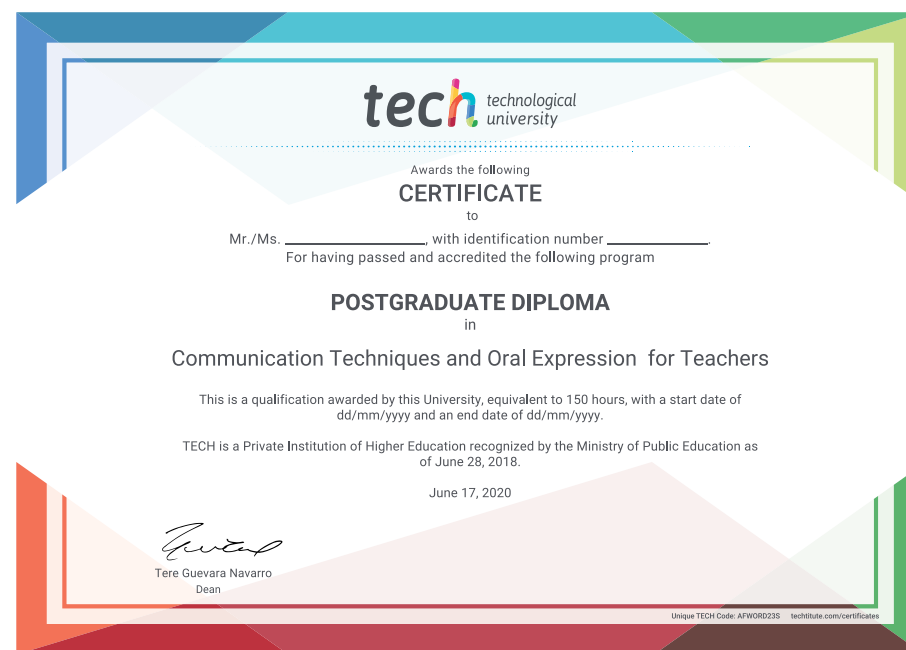 tech technological
university
Awards the following
CERTIFICATE
to
Mr./Ms. ____________, with identification number ____________.
For having passed and accredited the following program
POSTGRADUATE DIPLOMA
in
Communication Techniques and Oral Expression for Teachers
This is a qualification awarded by this University, equivalent to 150 hours, with a start date of
dd/mm/yyyy and an end date of dd/mm/yyyy.
TECH is a Private Institution of Higher Education recognized by the Ministry of Public Education as
of June 28, 2018.
June 17, 2020
Tere Guevara Navarro
Dean
Unique TECH Code: AFWORD23S techtitute.com/certificates